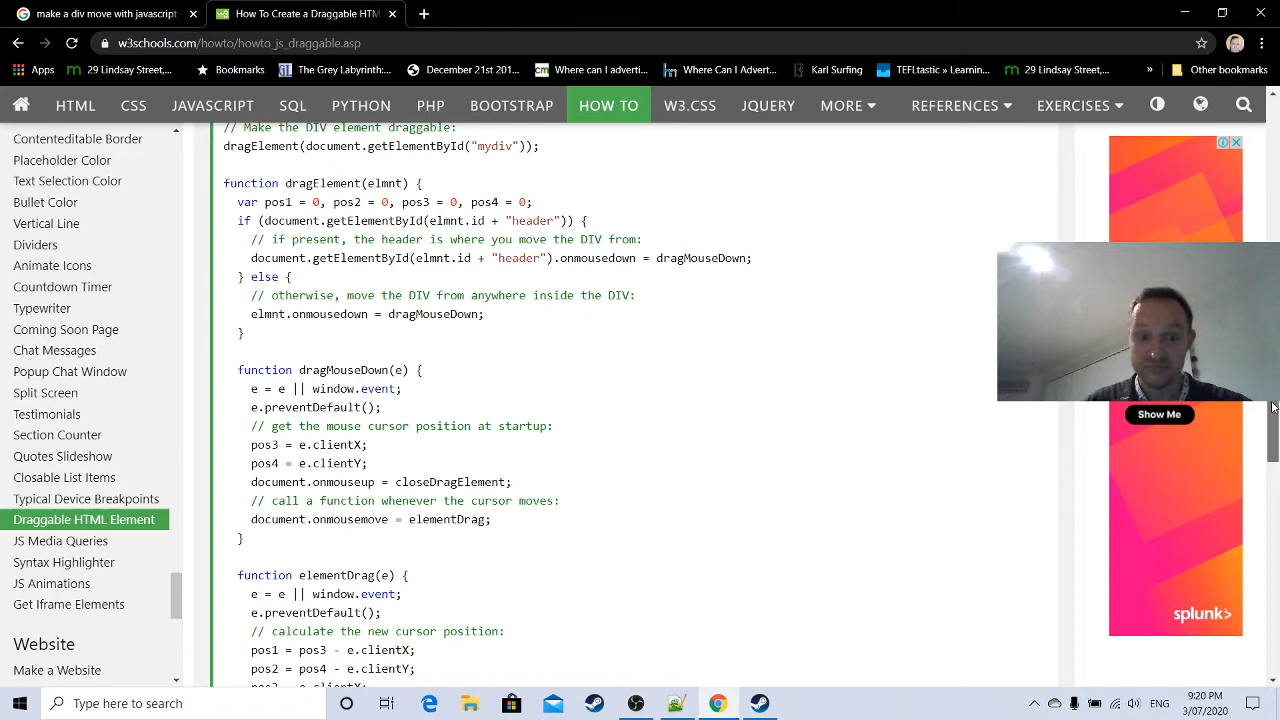 make a div move with javascript
How To Create a Draggable HTM
w3schools.com/howto/howto_js_draggable.asp
Apps
29 Lindsay Street,...
Bookmarks
The Grey Labyrinth:...
December 21st 201...
Where can I adverti...
Where Can I Advert...
Karl Surfing
TEFLtastic » Learnin...
29 Lindsay Street,...
»
Other bookmarks
HTML
CSS
JAVASCRIPT
SQL
PYTHON
PHP
BOOTSTRAP
HOW TO
W3.CSS
JQUERY
MORE
REFERENCES
EXERCISES
Contenteditable Border
Placeholder Color
Text Selection Color
Bullet Color
Vertical Line
Dividers
Animate Icons
Countdown Timer
Typewriter
Coming Soon Page
Chat Messages
Popup Chat Window
Split Screen
Testimonials
Section Counter
Quotes Slideshow
Closable List Items
Typical Device Breakpoints
Draggable HTML Element
JS Media Queries
Syntax Highlighter
JS Animations
Get Iframe Elements
Website
Make a Website
// Make the DIV element draggable:
dragElement(document.getElementById("mydiv"));
function dragElement(elmnt) {
var pos1 = 0, pos2 = 0, pos3 = 0, pos4 = 0;
if (document.getElementById(elmnt.id + "header")) {
// if present, the header is where you move the DIV from:
document.getElementById(elmnt.id + "header").onmousedown = dragMouseDown;
} else {
// otherwise, move the DIV from anywhere inside the DIV:
elmnt.onmousedown = dragMouseDown;
}
function dragMouseDown(e) {
e = e || window.event;
e.preventDefault();
// get the mouse cursor position at startup:
pos3 = e.clientX;
pos4 = e.clientY;
document.onmouseup = closeDragElement;
// call a function whenever the cursor moves:
document.onmousemove = elementDrag;
}
function elementDrag(e) {
e = e || window.event;
e.preventDefault();
// calculate the new cursor position:
pos1 = pos3 - e.clientX;
pos2 = pos4 - e.clientY;
Show Me
splunk>
Type here to search
ENG
9:20 PM
3/07/2020